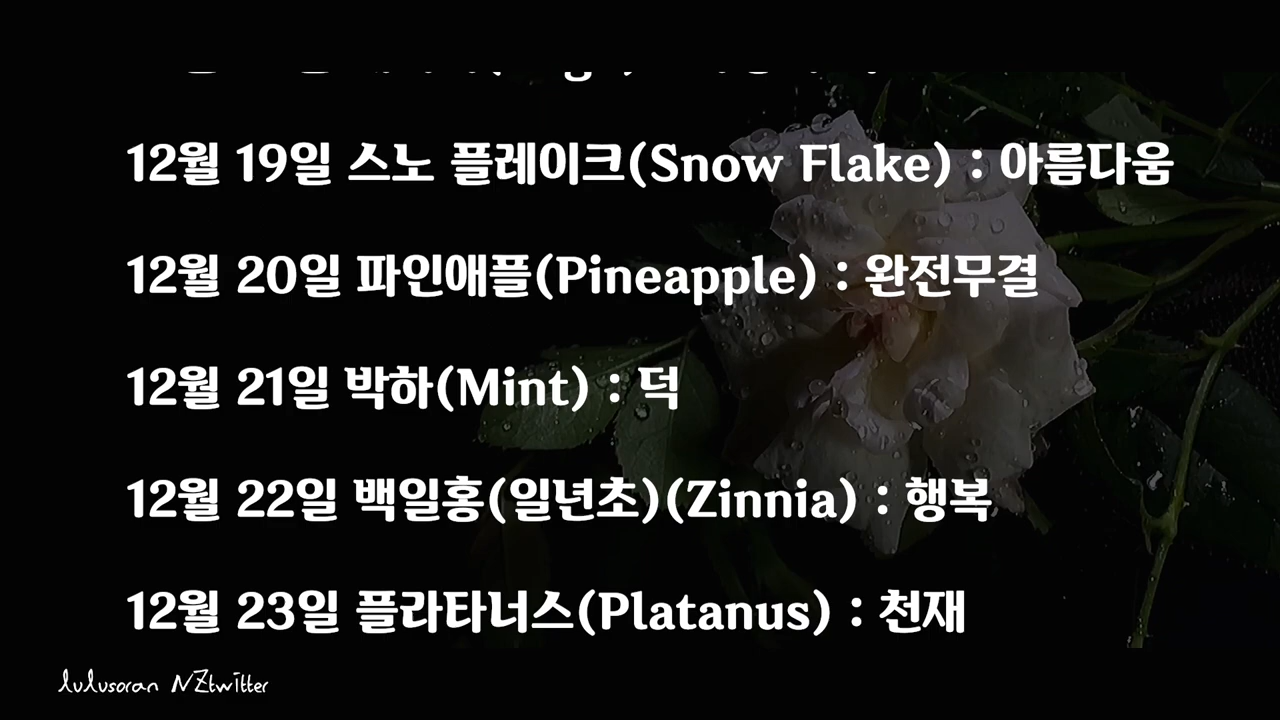 12월 19일 스노 플레이크(Snow Flake) : 아름다움
12월 20일 파인애플(Pineapple) : 완전무결
12월 21일 박하(Mint) : 덕
12월 22일 백일홍(일년초)(Zinnia) : 행복
12월 23일 플라타너스(Platanus) : 천재
lulusoran NZtwitter